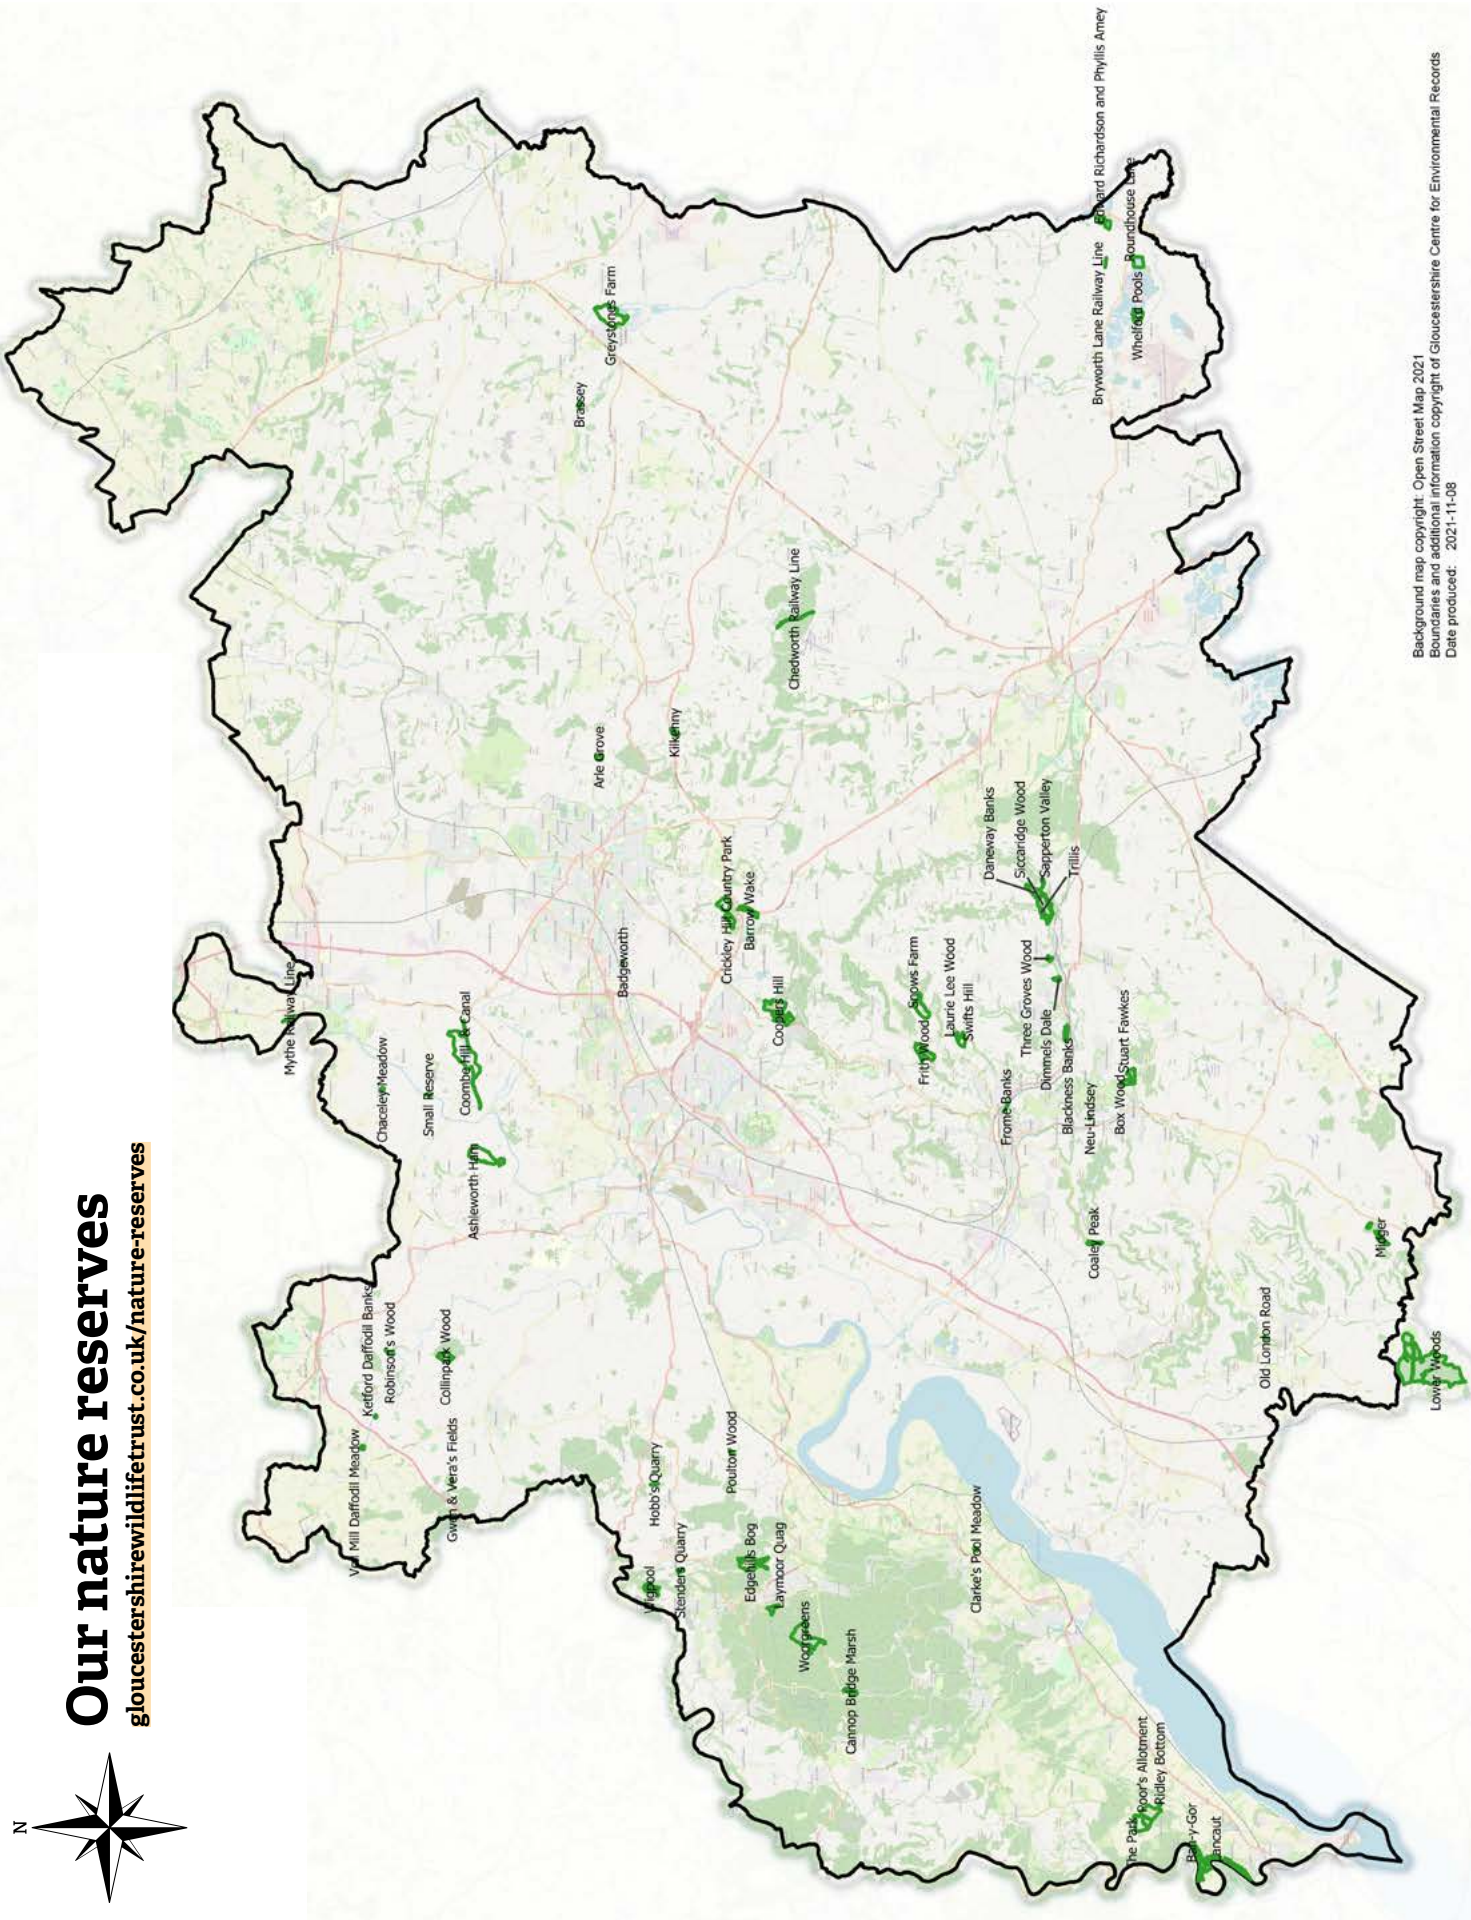 N
Our nature reserves
gloucestershirewildlifetrust.co.uk/nature-reserves
Mythe Railway Line
Chaceley Meadow
Small Reserve
Coombe Hill & Canal
Ashleworth Ham
Ketford Daffodil Banks
Robinson's Wood
Collinpark Wood
Vell Mill Daffodil Meadow
Gwen & Vera's Fields
Brassey
Greystones Farm
Arle Grove
Kilkenny
Badgeworth
Crickley Hill Country Park
Barrow Wake
Coopers Hill
Chedworth Railway Line
Hobb's Quarry
Wigpool
Stenders Quarry
Poulton Wood
Edgehills Bog
Laymoor Quag
Woorgreens
Cannop Bridge Marsh
Snows Farm
Frith Wood
Laurie Lee Wood
Swifts Hill
Clarke's Pool Meadow
Daneway Banks
Siccaridge Wood
Sapperton Valley
Trillis
Three Groves Wood
Dimmels Dale
Frome Banks
Blackness Banks
Neu-Lindsey
Box Wood
Stuart Fawkes
Coaley Peak
Edward Richardson and Phyllis Amey
Bryworth Lane Railway Line
Roundhouse Lake
Whelford Pools
The Park
Poor's Allotment
Ridley Bottom
Ban-y-Gor
Lancaut
Old London Road
Midger
Lower Woods
Background map copyright: Open Street Map 2021
Boundaries and additional information copyright of Gloucestershire Centre for Environmental Records
Date produced: 2021-11-08